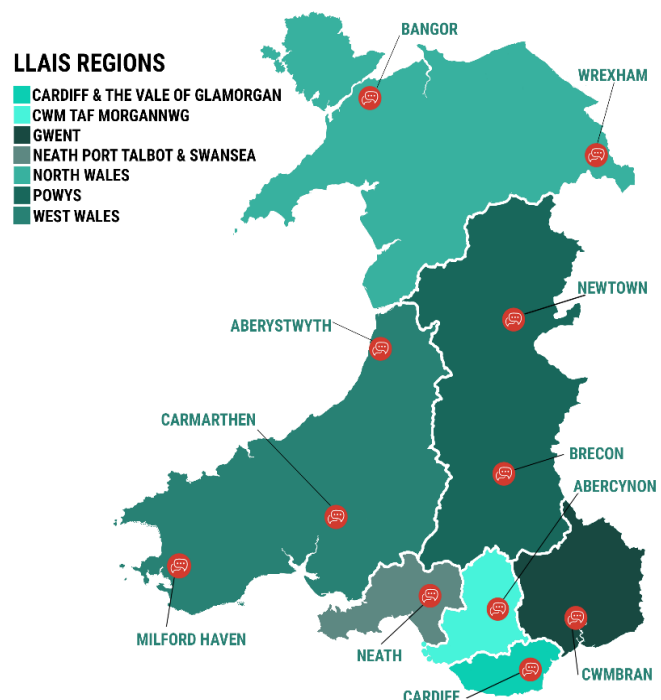 BANGOR
LLAIS REGIONS
WREXHAM
CARDIFF & THE VALE OF GLAMORGAN
CWM TAF MORGANNWG
GWENT
NEATH PORT TALBOT & SWANSEA
NORTH WALES
POWYS
WEST WALES
NEWTOWN
ABERYSTWYTH
CARMARTHEN
BRECON
ABERCYNON
MILFORD HAVEN
NEATH
CWMBRAN
CARDIFF